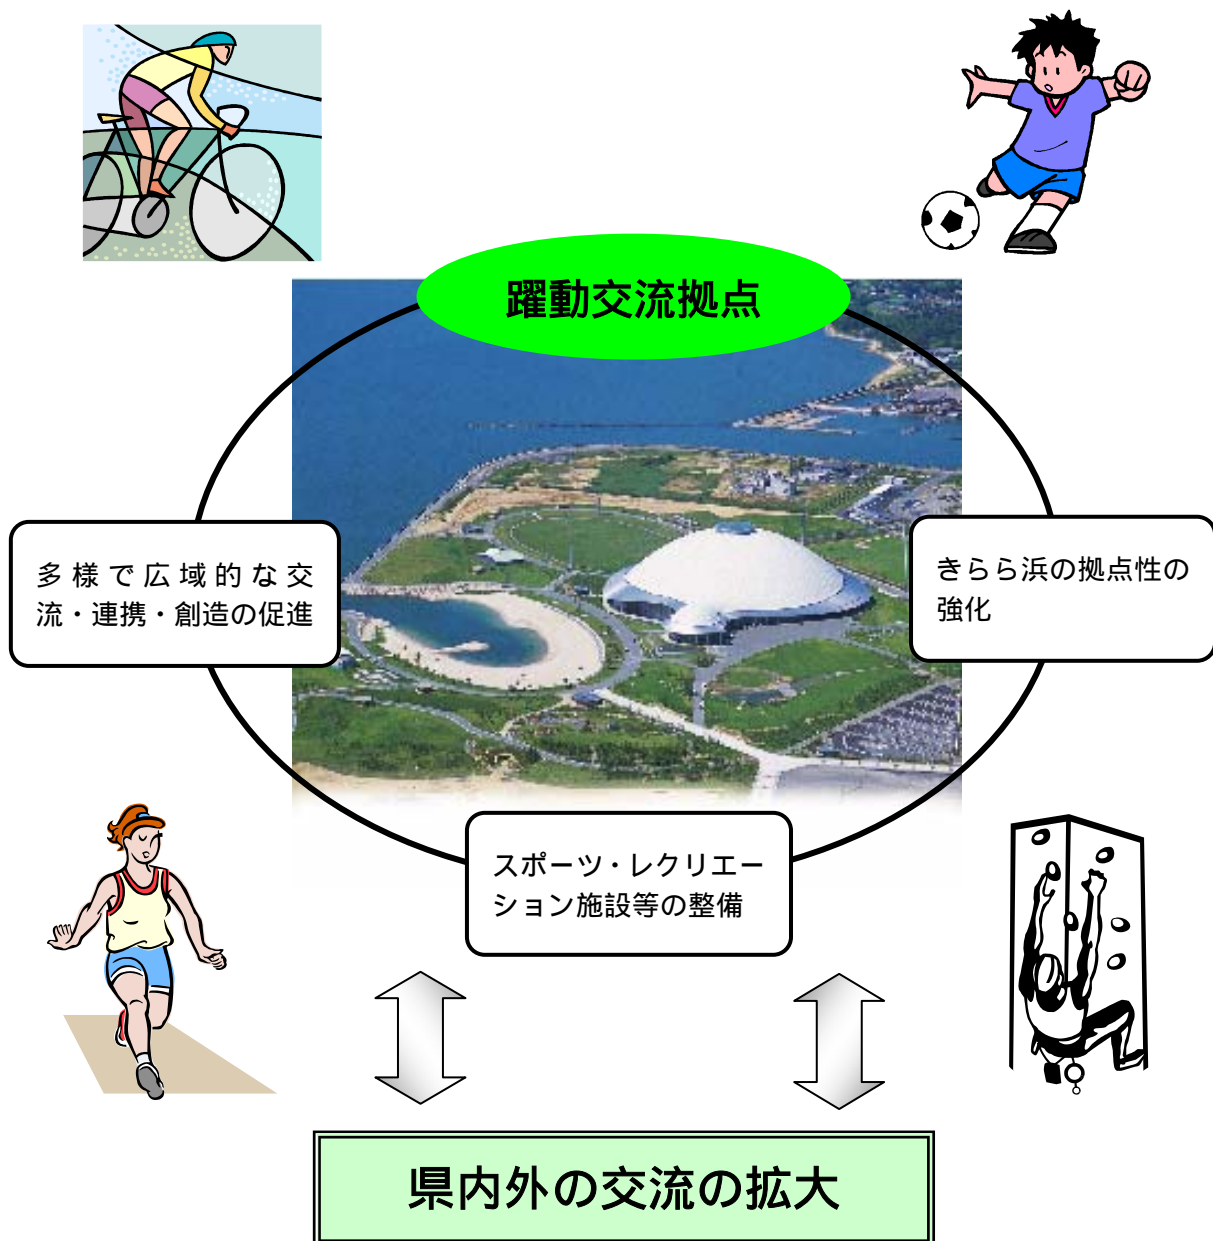 躍動交流拠点
多様で広域的な交
流・連携・創造の促進
きらら浜の拠点性の
強化
スポーツ・レクリエー
ション施設等の整備
県内外の交流の拡大